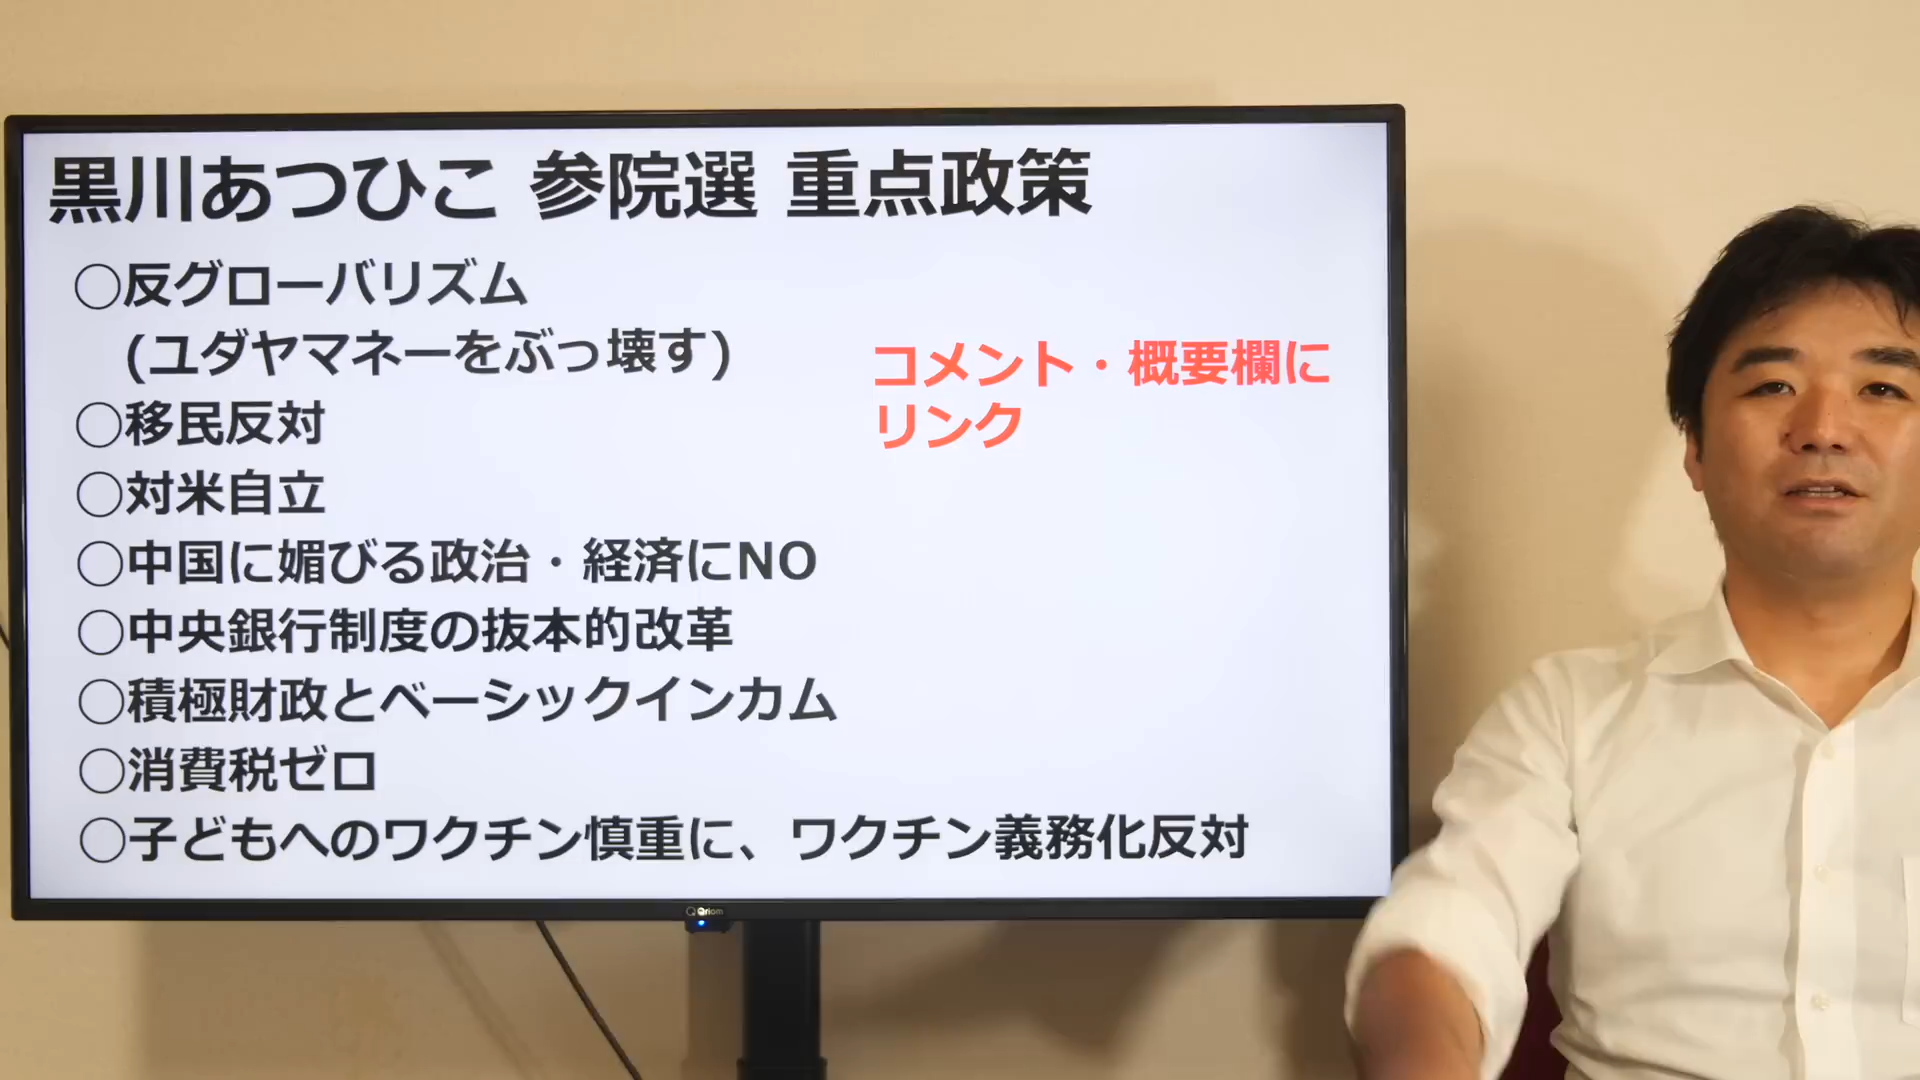 黒川あつひこ 参院選 重点政策
○反グローバリズム
(ユダヤマネーをぶっ壊す)
○移民反対
○対米自立
○中国に媚びる政治・経済にNO
○中央銀行制度の抜本的改革
○積極財政とベーシックインカム
○消費税ゼロ
○子どもへのワクチン慎重に、ワクチン義務化反対
コメント・概要欄に
リンク
Qriom